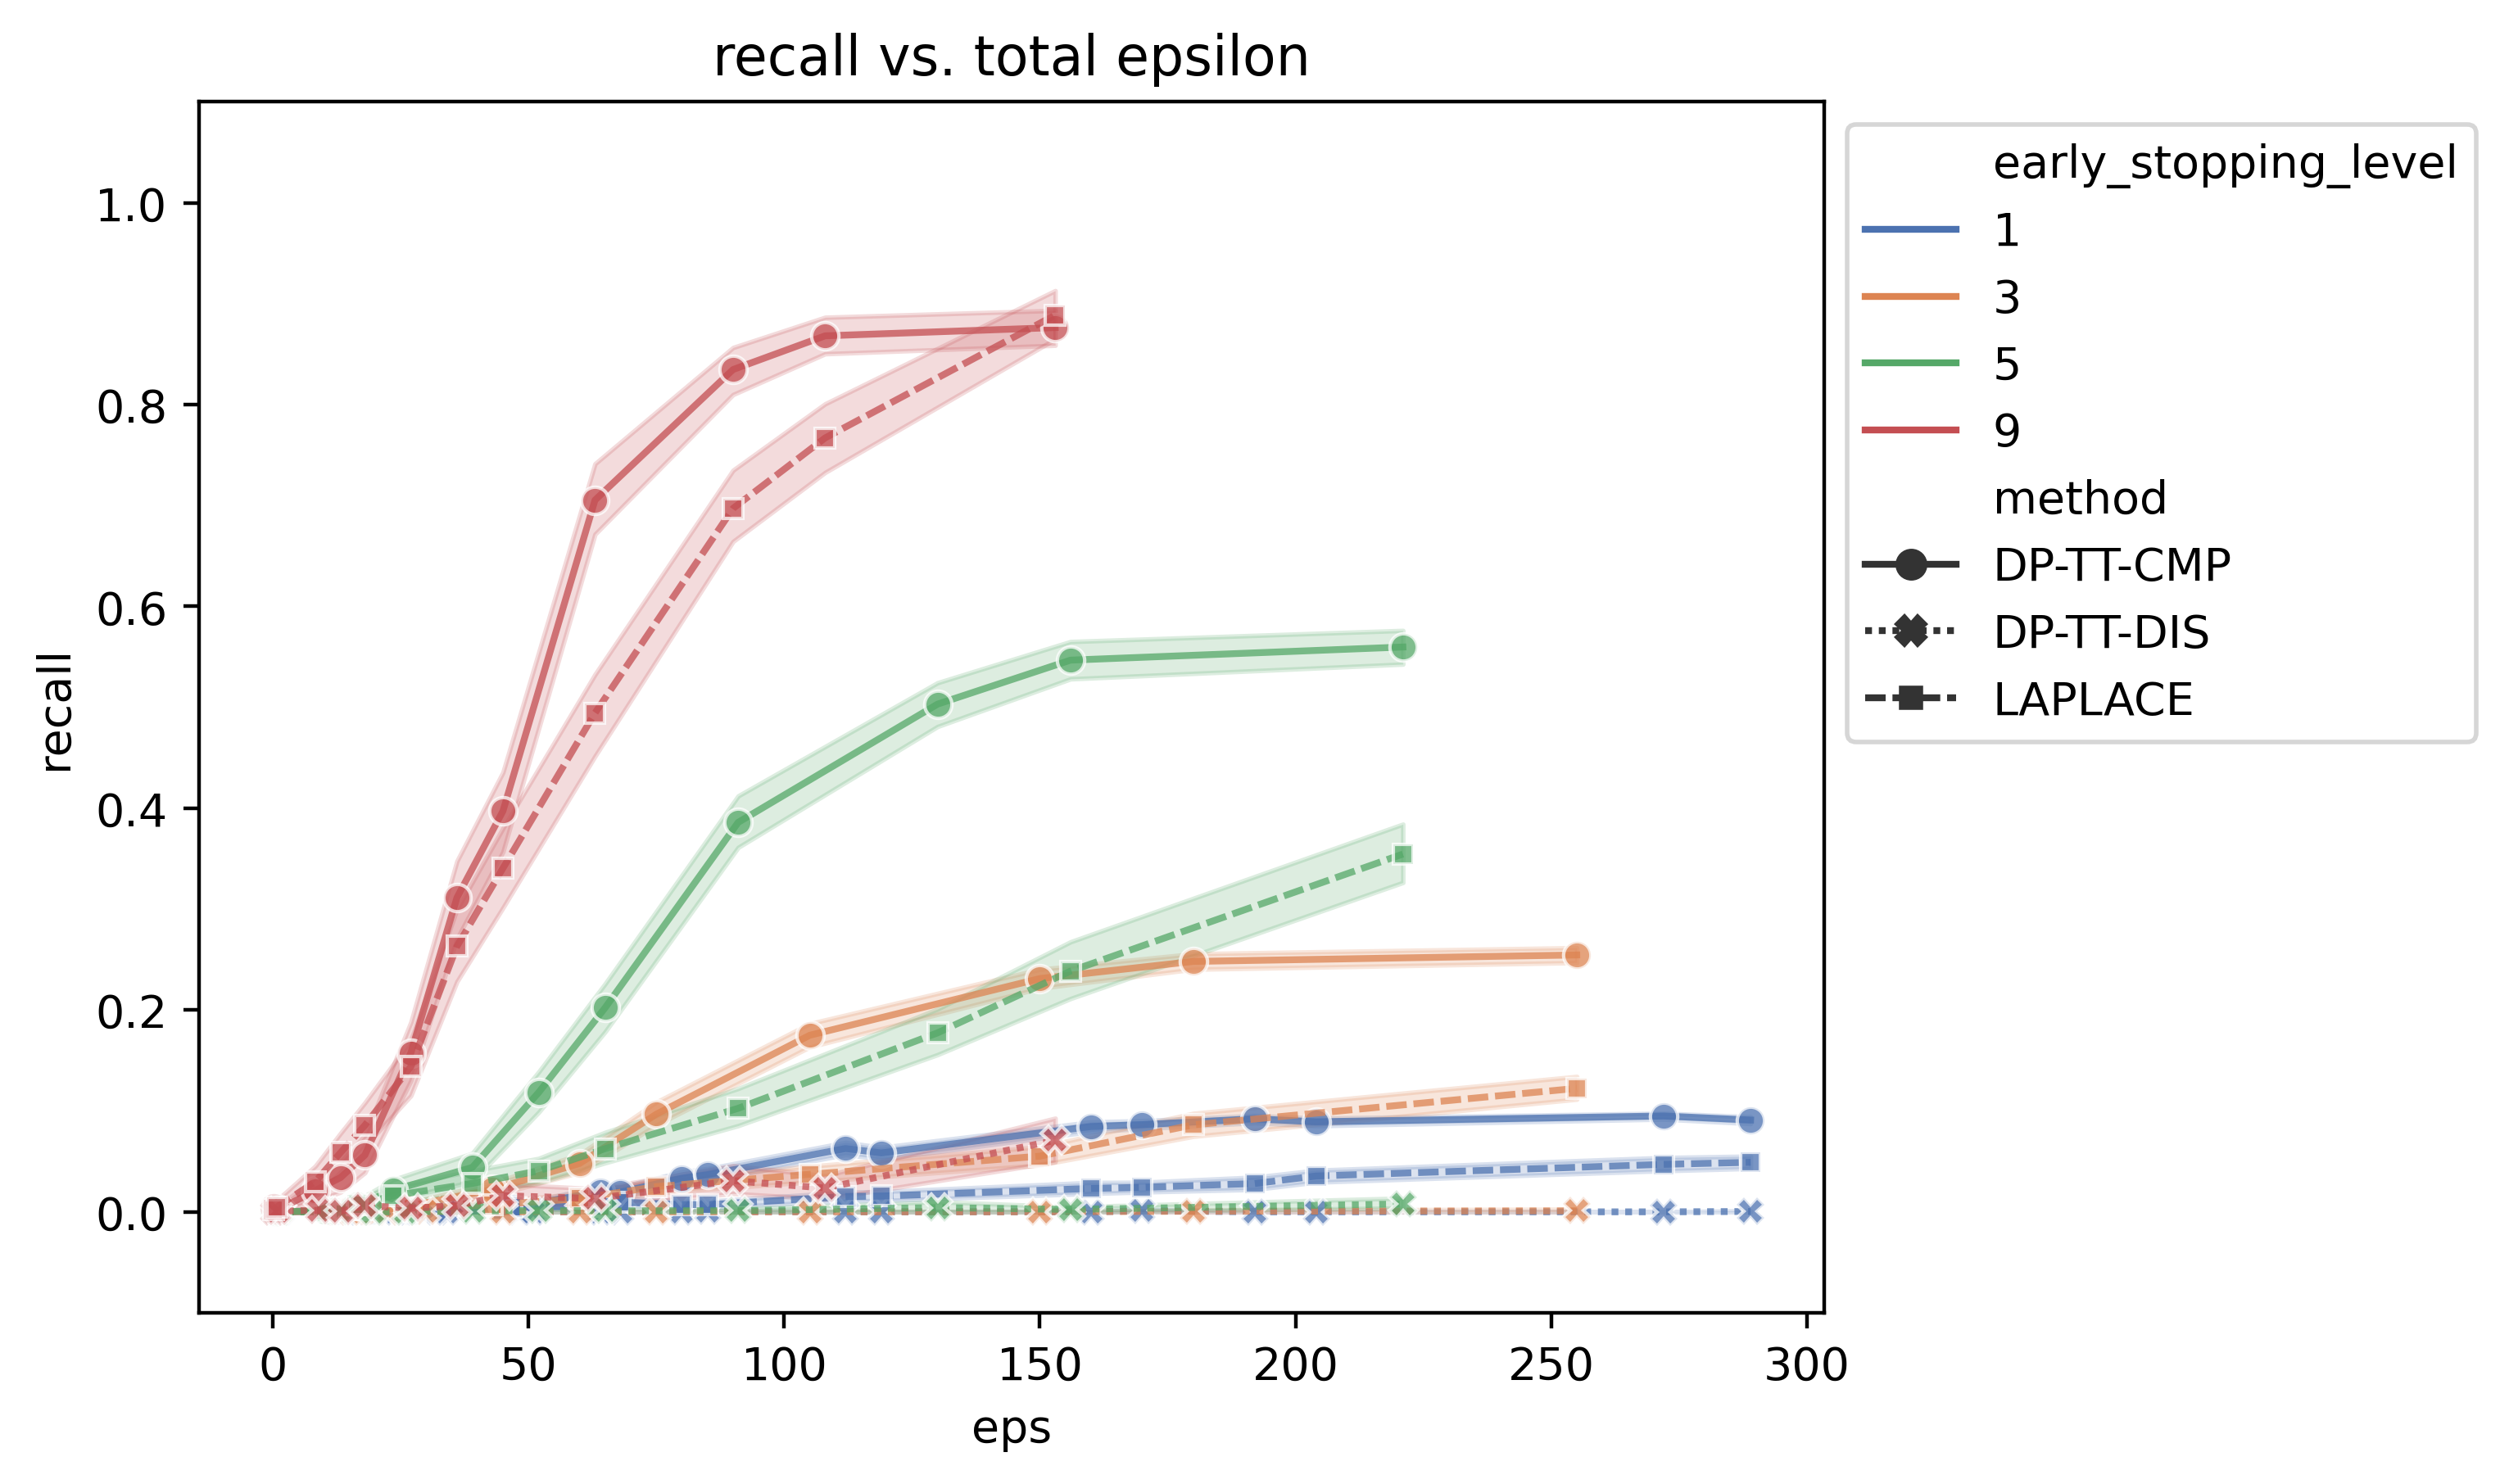 recall vs. total epsilon
recall
1.0
0.8
0.6
0.4
0.2
0.0
0 50 100 150 200 250 300
eps
early_stopping_level
1
3
5
9
method
DP-TT-CMP
DP-TT-DIS
LAPLACE